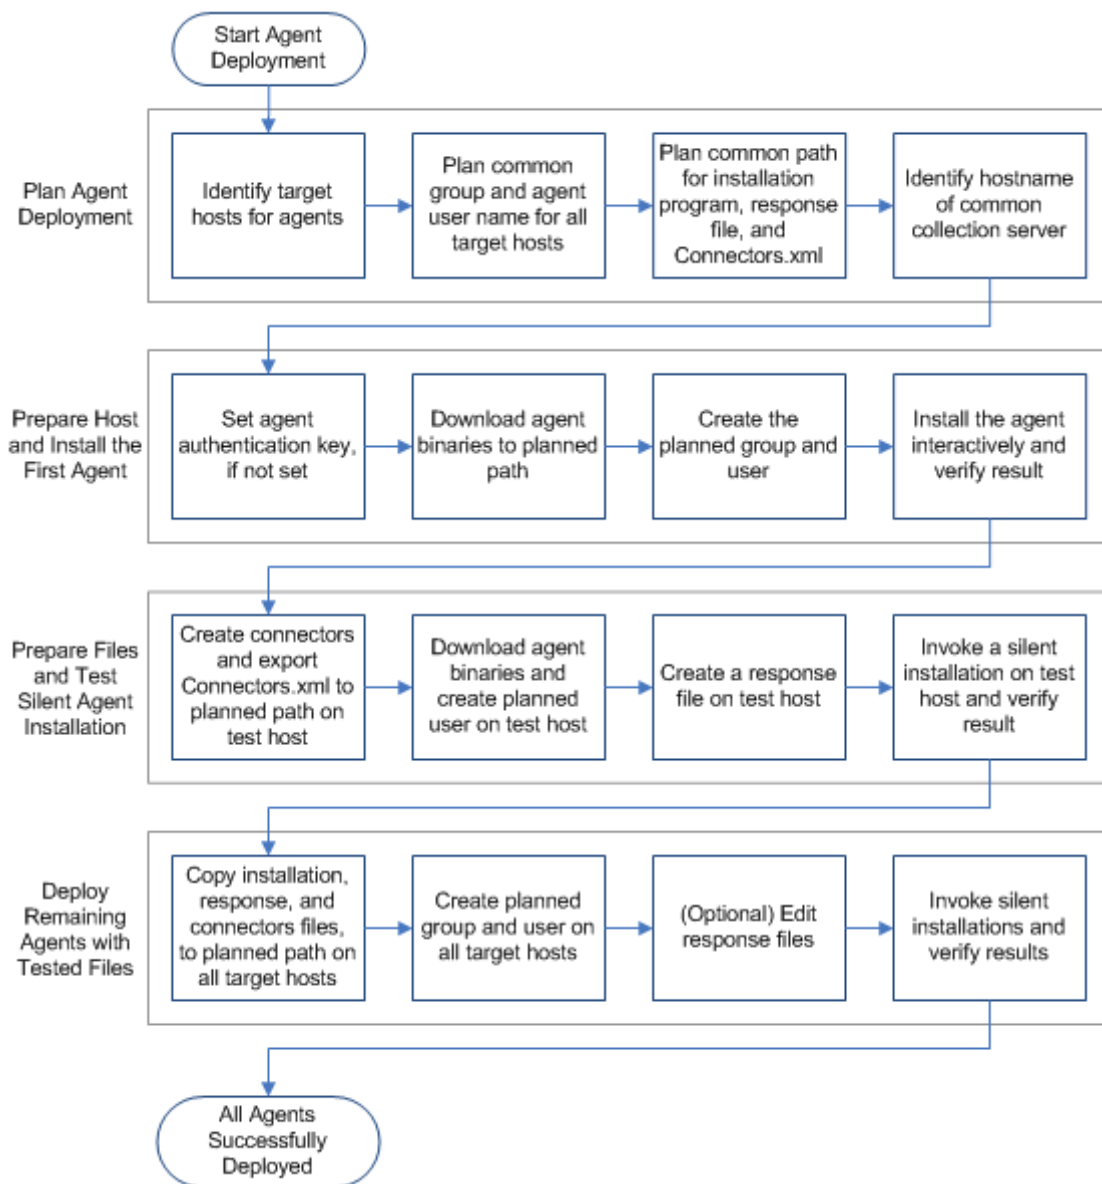 Start Agent
Deployment
Plan Agent
Deployment
Identify target
hosts for agents
Plan common
group and agent
user name for all
target hosts
Plan common path
for installation
program, response
file, and
Connectors.xml
Identify hostname
of common
collection server
Prepare Host
and Install the
First Agent
Set agent
authentication key,
if not set
Download agent
binaries to planned
path
Create the
planned group and
user
Install the agent
interactively and
verify result
Prepare Files
and Test
Silent Agent
Installation
Create connectors
and export
Connectors.xml to
planned path on
test host
Download agent
binaries and
create planned
user on test host
Create a response
file on test host
Invoke a silent
installation on test
host and verify
result
Deploy
Remaining
Agents with
Tested Files
Copy installation,
response, and
connectors files,
to planned path on
all target hosts
Create planned
group and user on
all target hosts
(Optional) Edit
response files
Invoke silent
installations and
verify results
All Agents
Successfully
Deployed